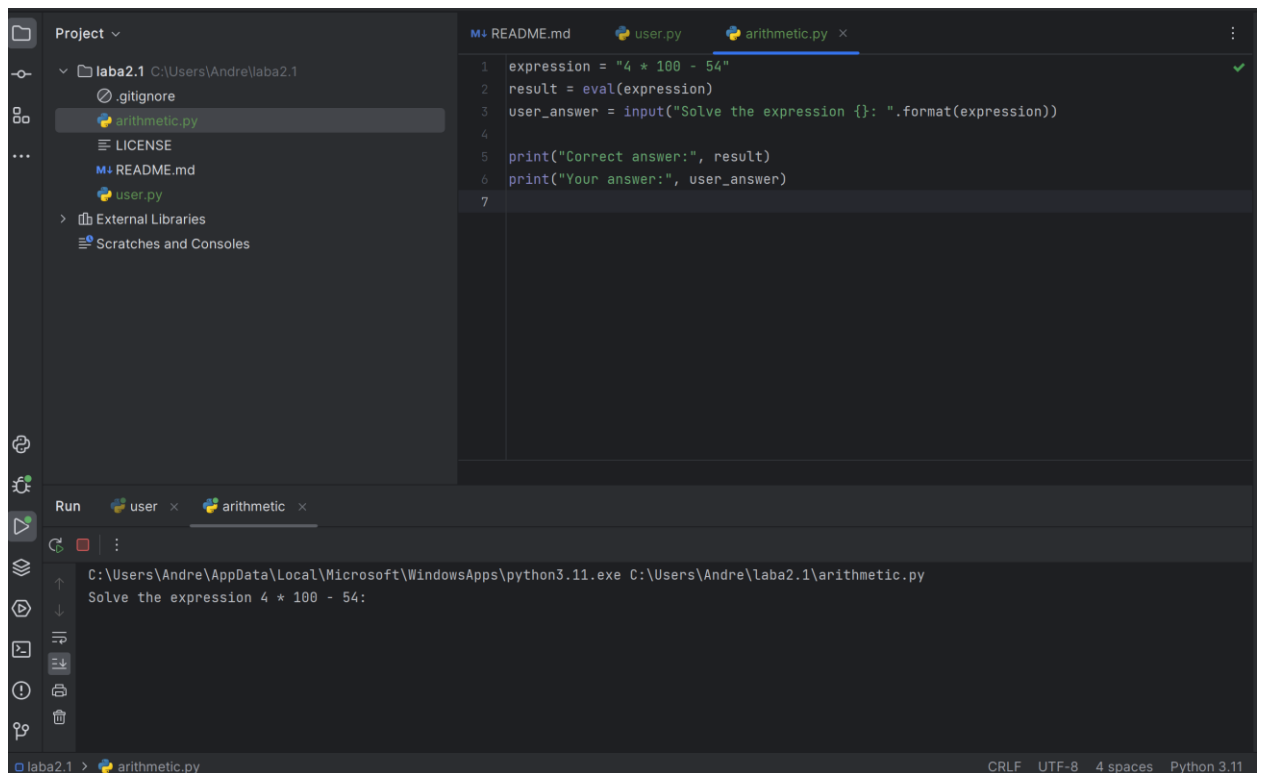 Project
laba2.1 C:\Users\Andre\laba2.1
.gitignore
arithmetic.py
LICENSE
M↓ README.md
user.py
External Libraries
Scratches and Consoles
M↓ README.md user.py arithmetic.py
1 expression = "4 * 100 - 54"
2 result = eval(expression)
3 user_answer = input("Solve the expression {}: ".format(expression))
4
5 print("Correct answer:", result)
6 print("Your answer:", user_answer)
7
Run user arithmetic
C:\Users\Andre\AppData\Local\Microsoft\WindowsApps\python3.11.exe C:\Users\Andre\laba2.1\arithmetic.py
Solve the expression 4 * 100 - 54:
laba2.1 > arithmetic.py CRLF UTF-8 4 spaces Python 3.11